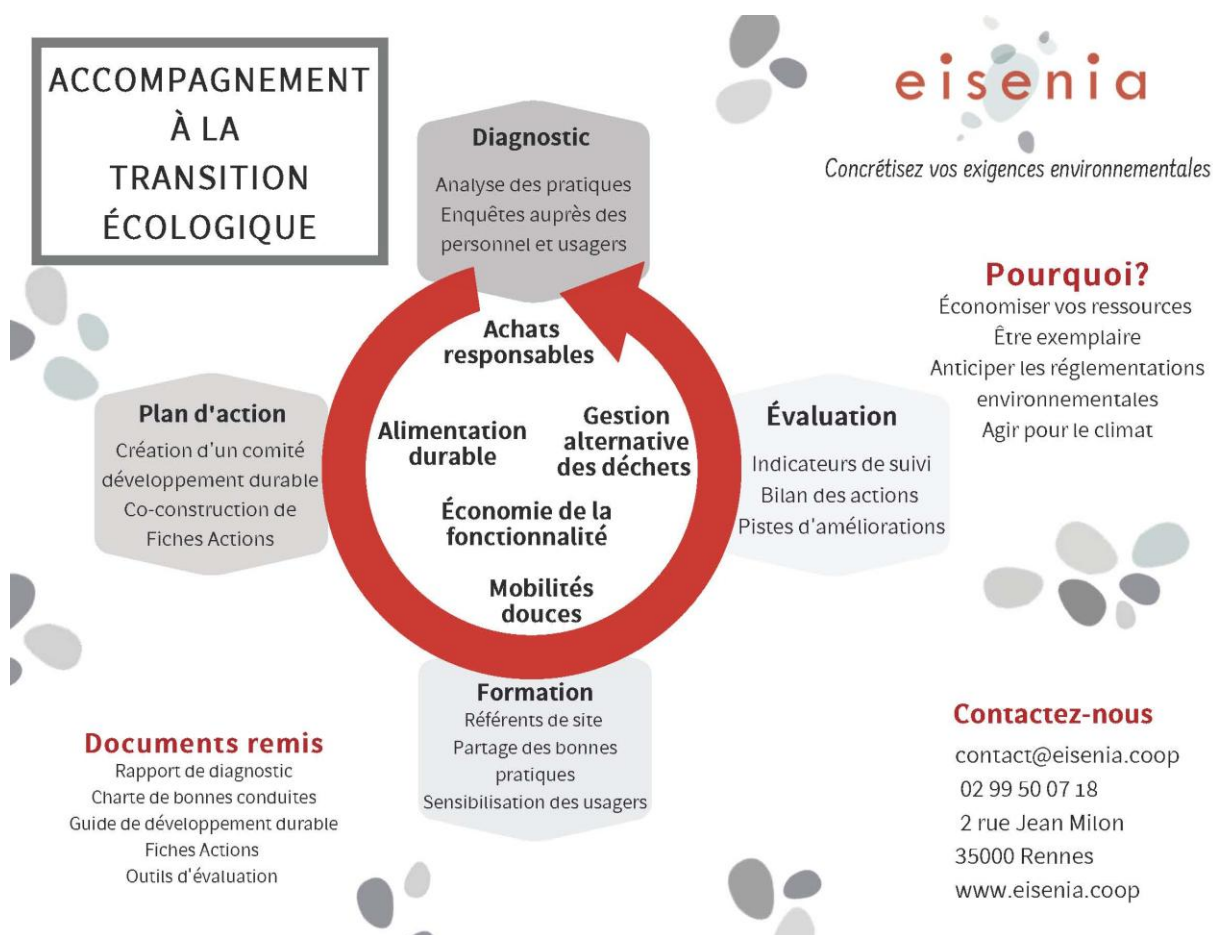 ACCOMPAGNEMENT
À LA
TRANSITION
ÉCOLOGIQUE
eisenia
Concrétisez vos exigences environnementales
Diagnostic
Analyse des pratiques
Enquêtes auprès des
personnel et usagers
Pourquoi?
Économiser vos ressources
Être exemplaire
Anticiper les réglementations
environnementales
Agir pour le climat
Achats
responsables
Alimentation
durable
Gestion
alternative
des déchets
Économie de la
fonctionnalité
Mobilités
douces
Plan d'action
Création d'un comité
développement durable
Co-construction de
Fiches Actions
Évaluation
Indicateurs de suivi
Bilan des actions
Pistes d'améliorations
Formation
Référents de site
Partage des bonnes
pratiques
Sensibilisation des usagers
Documents remis
Rapport de diagnostic
Charte de bonnes conduites
Guide de développement durable
Fiches Actions
Outils d'évaluation
Contactez-nous
contact@eisenia.coop
02 99 50 07 18
2 rue Jean Milon
35000 Rennes
www.eisenia.coop